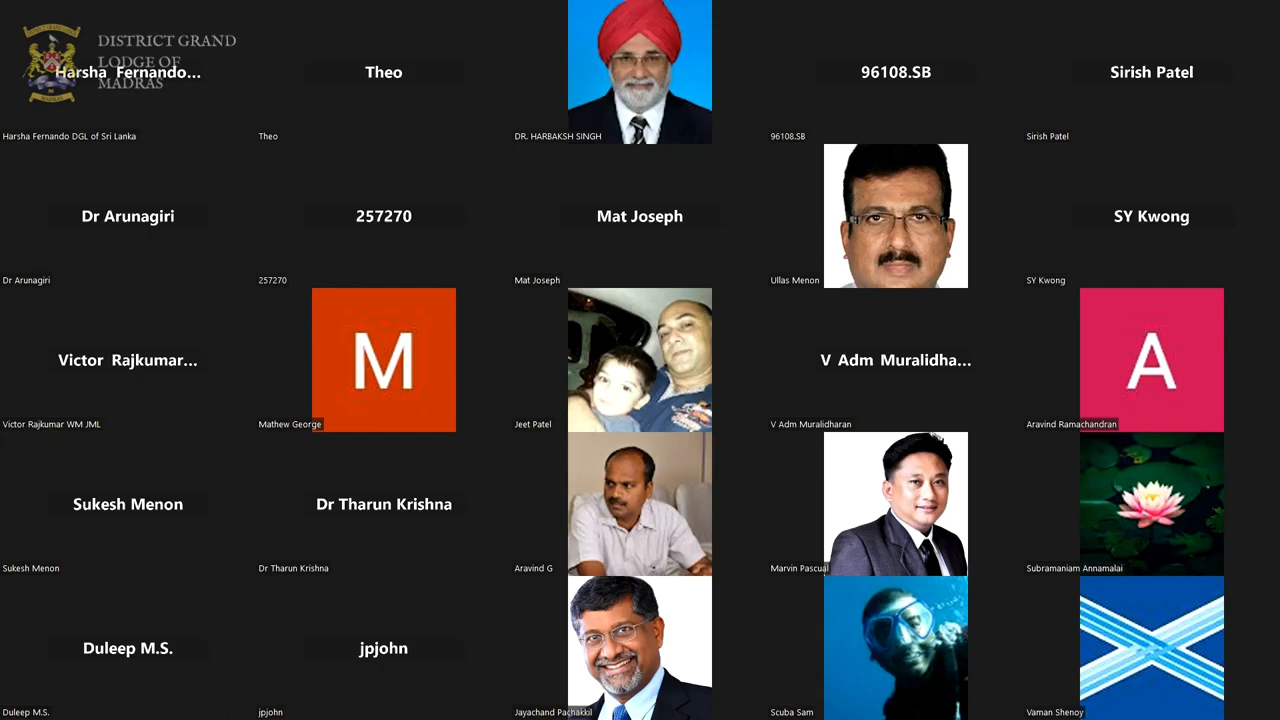 DISTRICT GRAND
LODGE OF
MADRAS
Harsha Fernando...
Harsha Fernando DGL of Sri Lanka
Theo
Theo
DR. HARBAKSH SINGH
96108.SB
96108.SB
Sirish Patel
Sirish Patel
Dr Arunagiri
Dr Arunagiri
257270
257270
Mat Joseph
Mat Joseph
Ullas Menon
SY Kwong
SY Kwong
Victor Rajkumar...
Victor Rajkumar WM JML
M
Mathew George
Jeet Patel
V Adm Muralidha...
V Adm Muralidharan
A
Aravind Ramachandran
Sukesh Menon
Sukesh Menon
Dr Tharun Krishna
Dr Tharun Krishna
Aravind G
Marvin Pascual
Subramaniam Annamalai
Duleep M.S.
Duleep M.S.
jpjohn
jpjohn
Jayachand Pachakkil
Scuba Sam
Vaman Shenoy